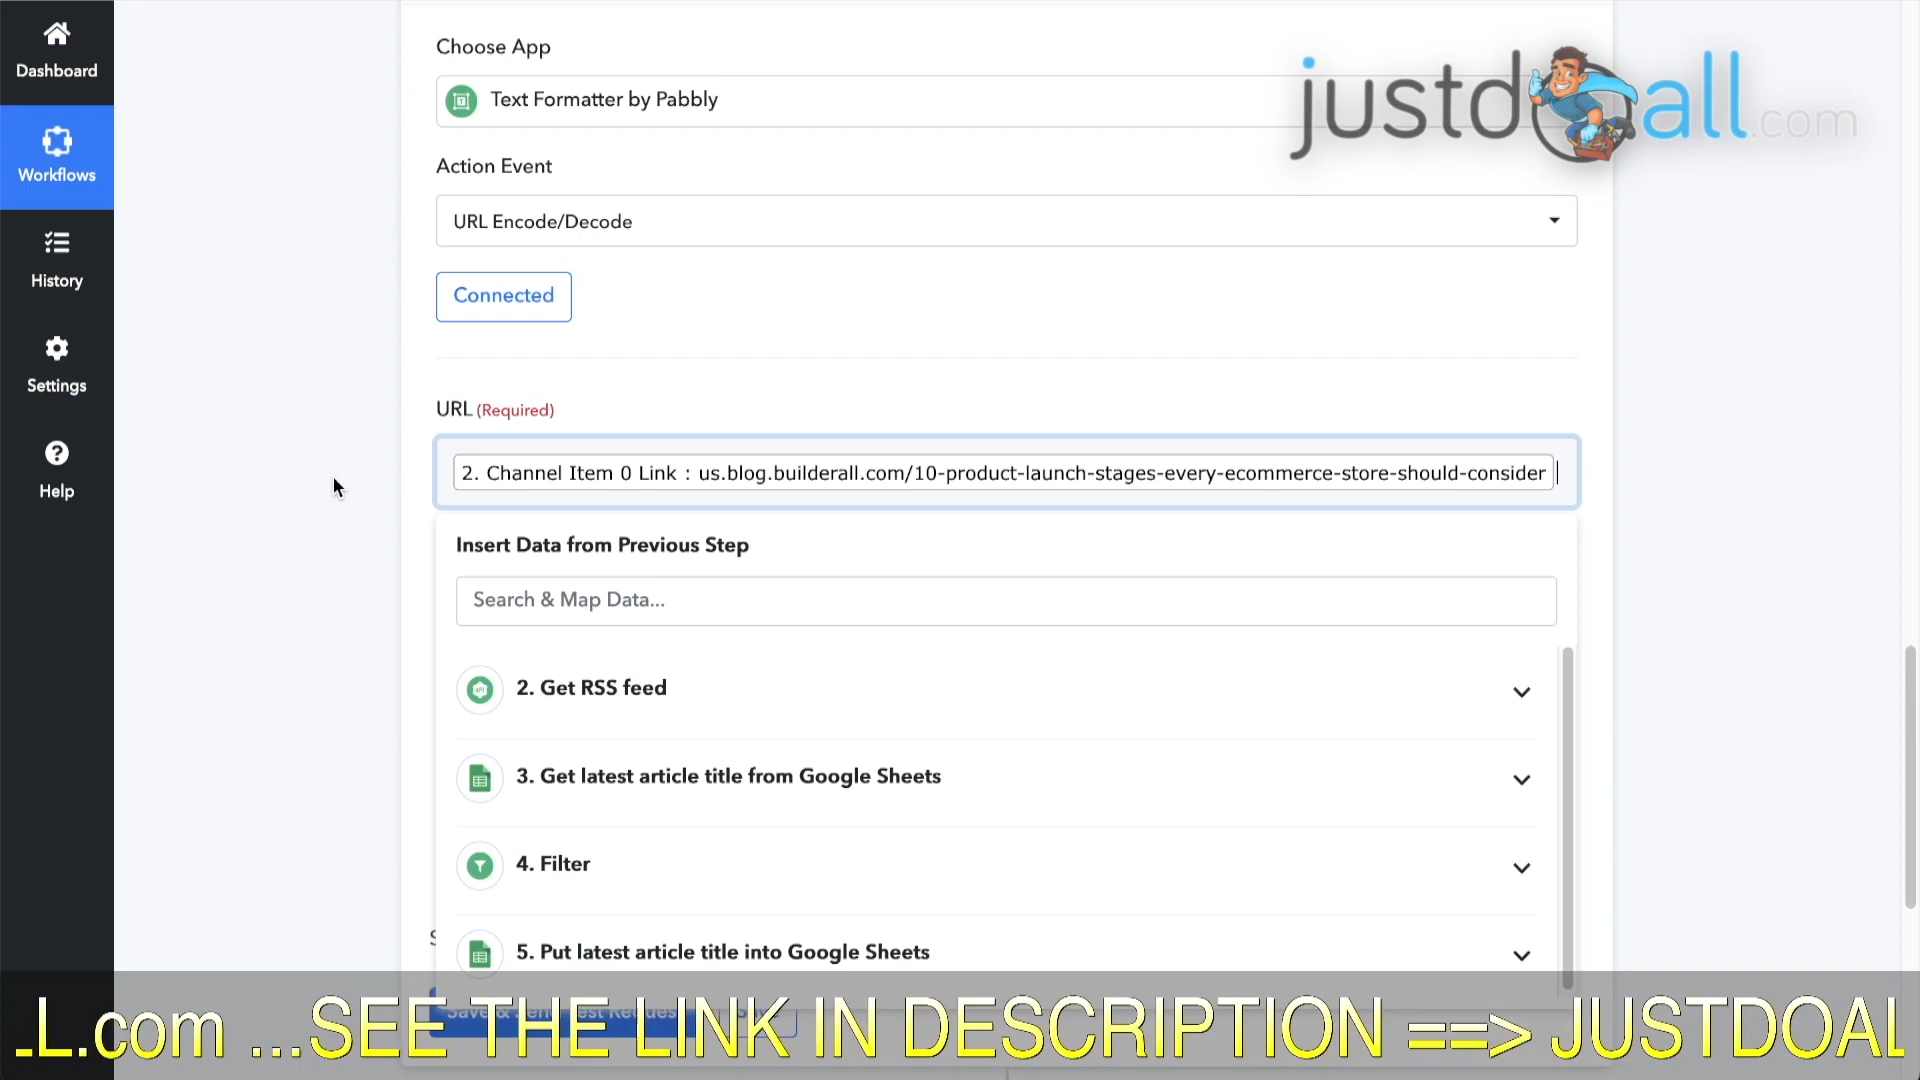 Dashboard
Workflows
History
Settings
Help
Choose App
Text Formatter by Pabbly
justdoall.com
Action Event
URL Encode/Decode
Connected
URL (Required)
2. Channel Item 0 Link : us.blog.builderall.com/10-product-launch-stages-every-ecommerce-store-should-consider
Insert Data from Previous Step
Search & Map Data...
2. Get RSS feed
3. Get latest article title from Google Sheets
4. Filter
5. Put latest article title into Google Sheets
L.com ...SEE THE LINK IN DESCRIPTION ==> JUSTDOAL